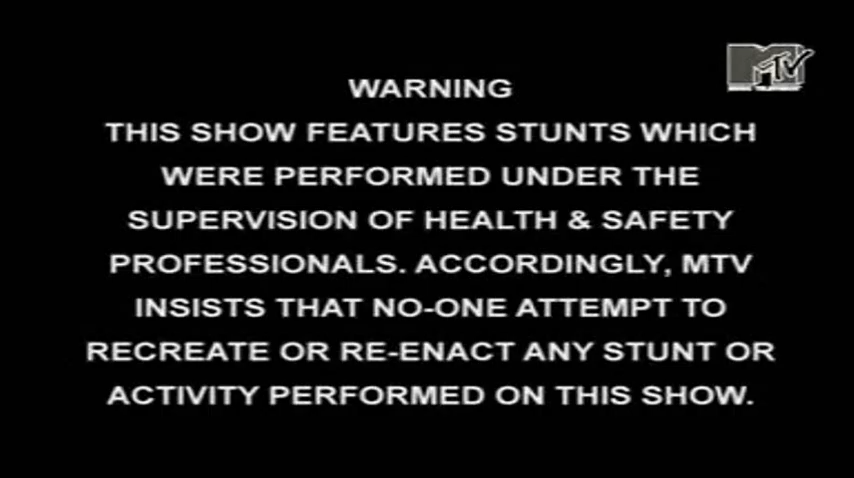 MTV
WARNING
THIS SHOW FEATURES STUNTS WHICH
WERE PERFORMED UNDER THE
SUPERVISION OF HEALTH & SAFETY
PROFESSIONALS. ACCORDINGLY, MTV
INSISTS THAT NO-ONE ATTEMPT TO
RECREATE OR RE-ENACT ANY STUNT OR
ACTIVITY PERFORMED ON THIS SHOW.